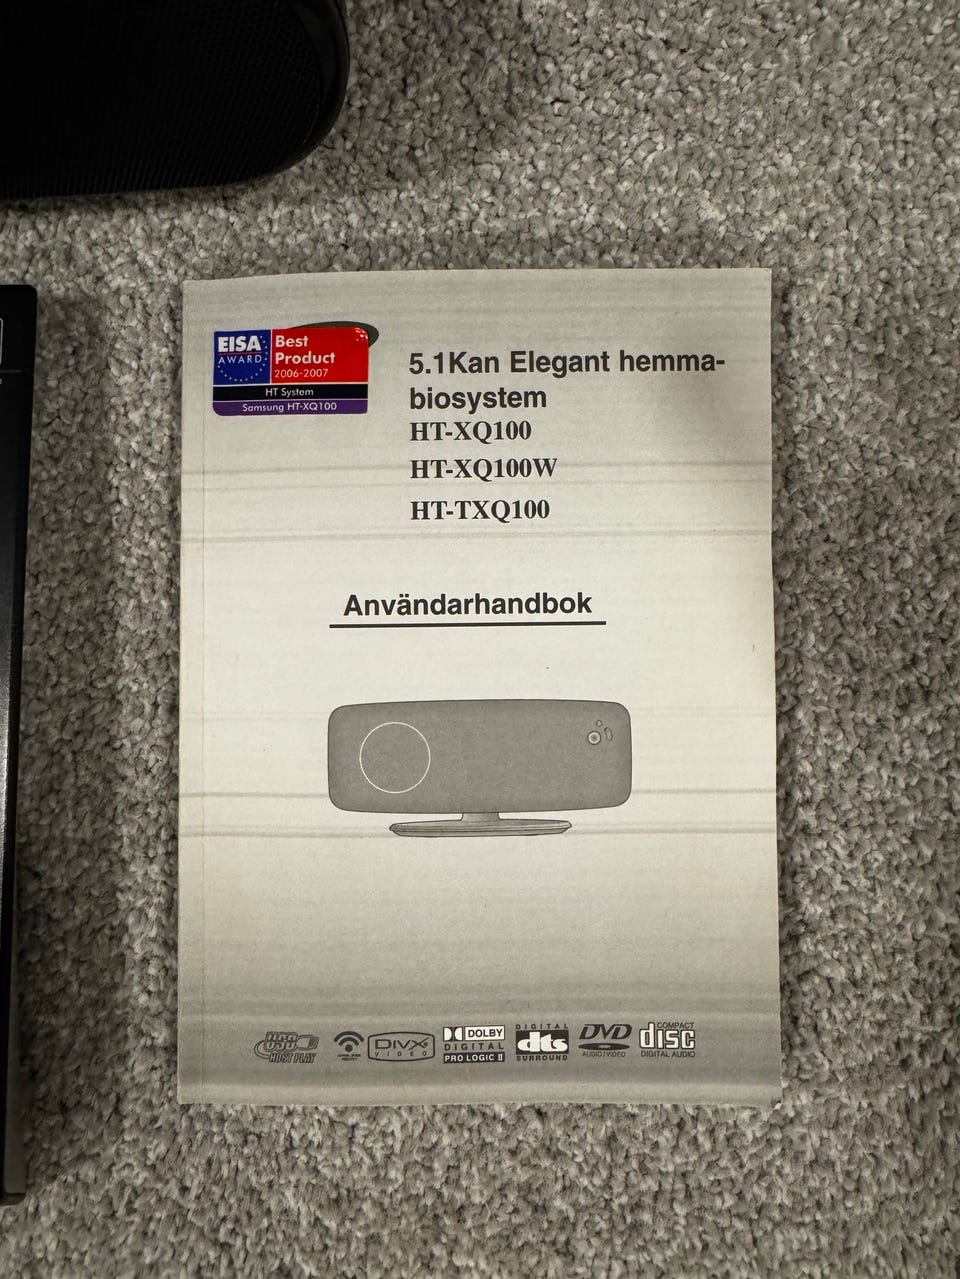 EISA
AWARD
Best
Product
2006-2007
HT System
Samsung HT-XQ100
5.1Kan Elegant hemma-
biosystem
HT-XQ100
HT-XQ100W
HT-TXQ100
Användarhandbok
USB
HOST PLAY
DIVX
VIDEO
DOLBY
DIGITAL
PRO LOGIC II
DIGITAL
dts
SURROUND
DVD
AUDIO/VIDEO
COMPACT
disc
DIGITAL AUDIO